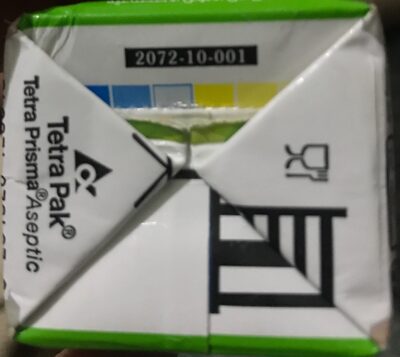 2072-10-001
Tetra Pak®
Tetra Prisma® Aseptic